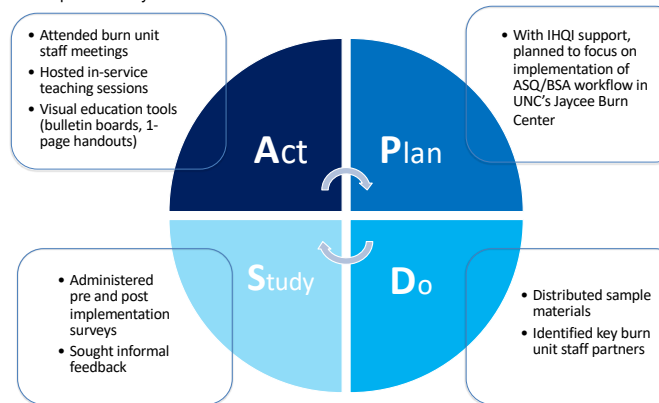 • Attended burn unit
staff meetings
• Hosted in-service
teaching sessions
• Visual education tools
(bulletin boards, 1-
page handouts)
• With IHQI support,
planned to focus on
implementation of
ASQ/BSA workflow in
UNC's Jaycee Burn
Center
Act
Plan
Study
Do
• Administered
pre and post
implementation
surveys
• Sought informal
feedback
• Distributed sample
materials
• Identified key burn
unit staff partners